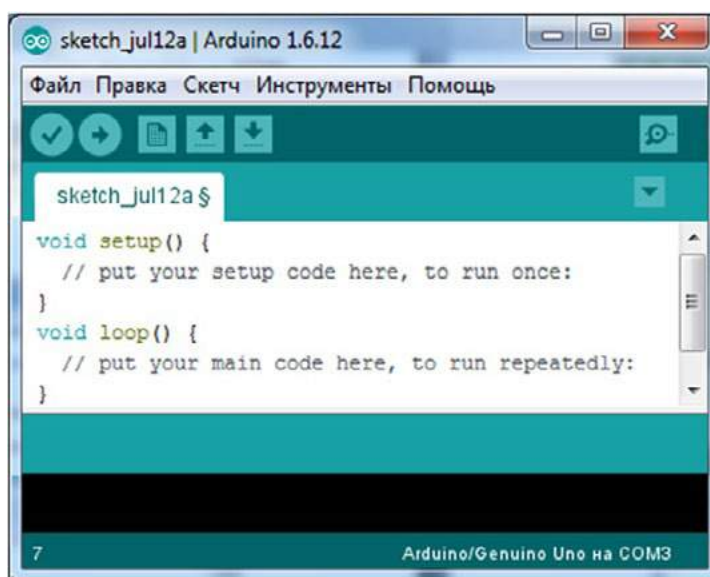 sketch_jul12a | Arduino 1.6.12
Файл Правка Скетч Инструменты Помощь
sketch_jul12a §
void setup() {
// put your setup code here, to run once:
}
void loop() {
// put your main code here, to run repeatedly:
}
7 Arduino/Genuino Uno на COM3